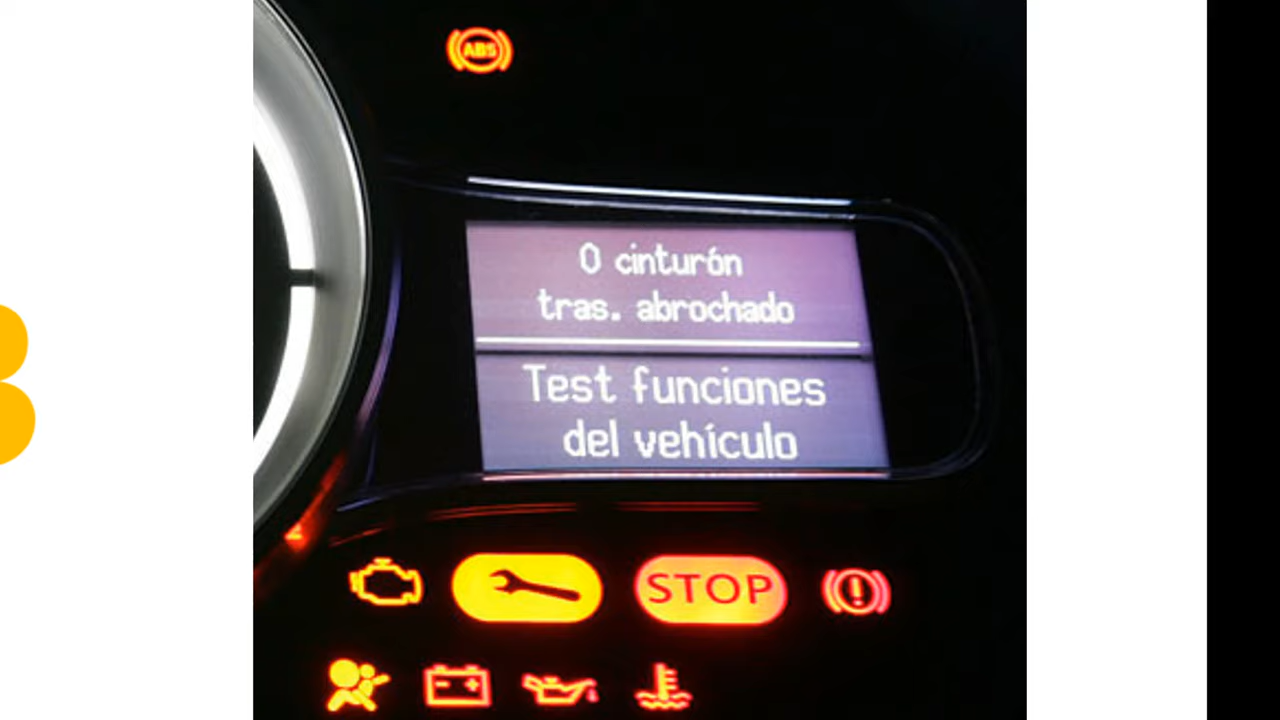 ABS
0 cinturón
tras. abrochado
Test funciones
del vehículo
STOP